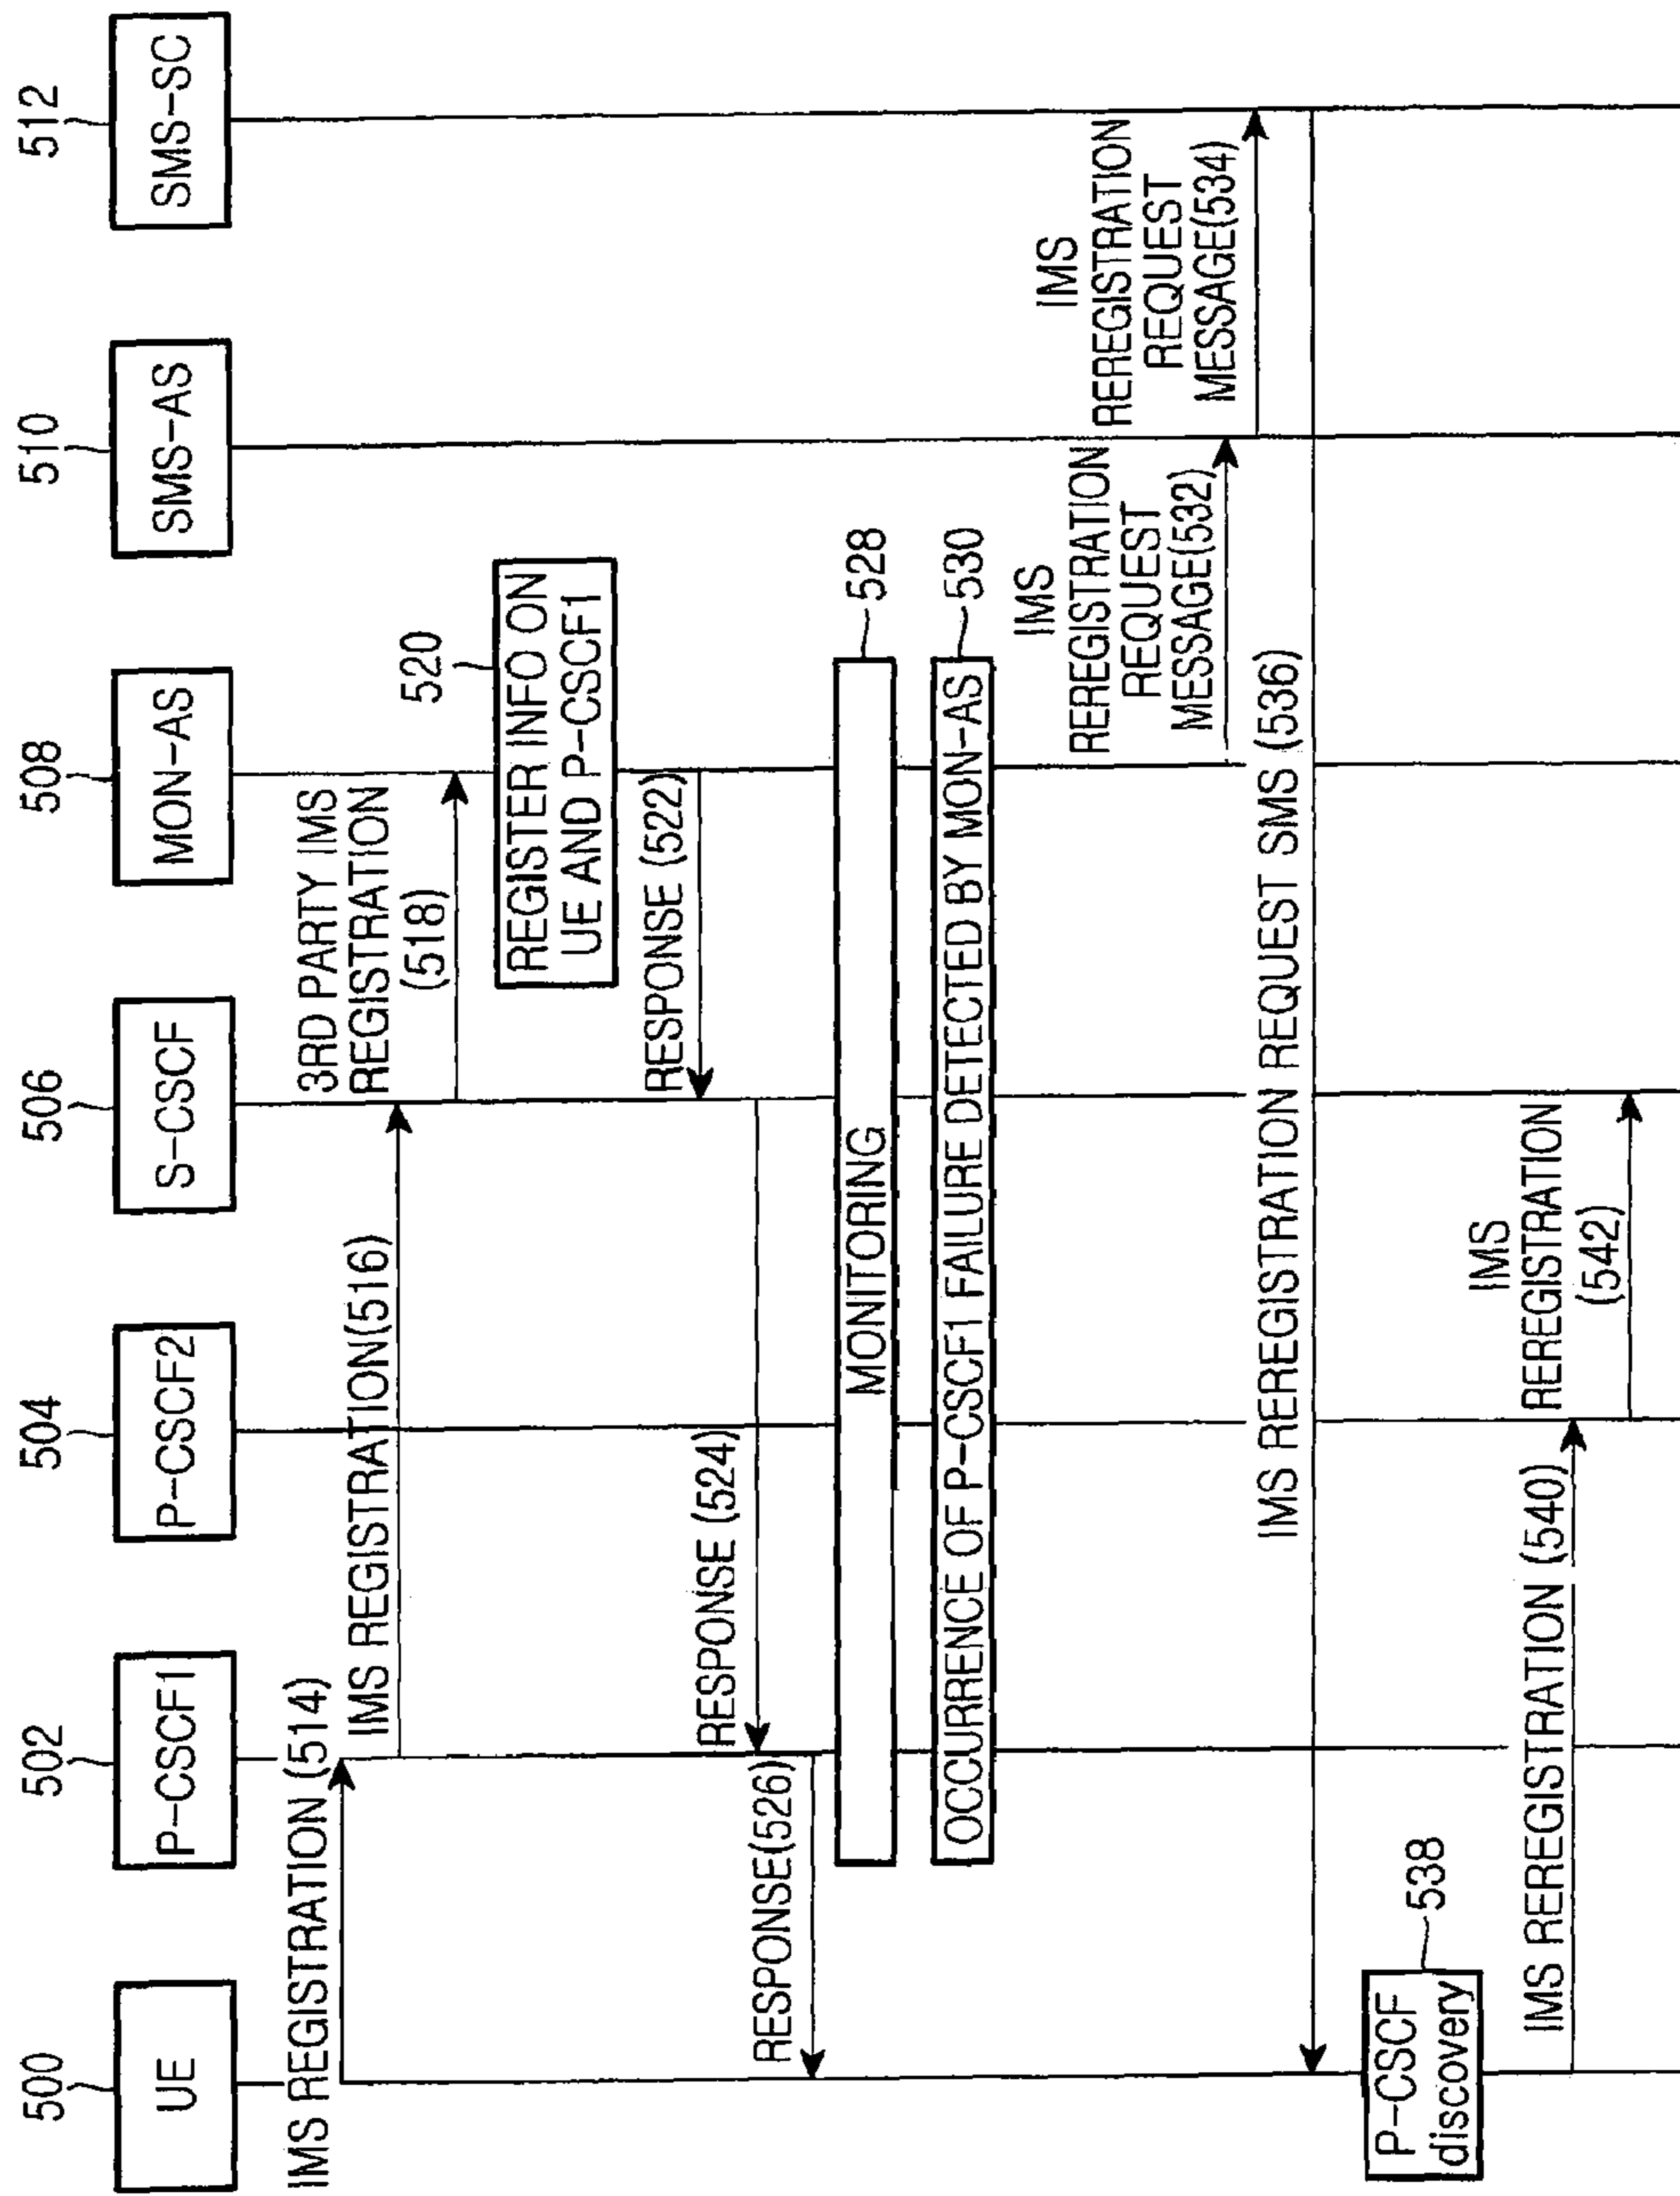 500
UE
502
P-CSCF1
504
P-CSCF2
506
S-CSCF
508
MON-AS
510
SMS-AS
512
SMS-SC
IMS REGISTRATION (514)
IMS REGISTRATION(516)
3RD PARTY IMS
REGISTRATION
(518)
520
REGISTER INFO ON
UE AND P-CSCF1
RESPONSE (522)
RESPONSE (524)
RESPONSE(526)
MONITORING
528
OCCURRENCE OF P-CSCF1 FAILURE DETECTED BY MON-AS
530
IMS
REREGISTRATION
REQUEST
MESSAGE(532)
IMS
REREGISTRATION
REQUEST
MESSAGE(534)
IMS REREGISTRATION REQUEST SMS (536)
P-CSCF
discovery
538
IMS REREGISTRATION (540)
IMS
REREGISTRATION
(542)